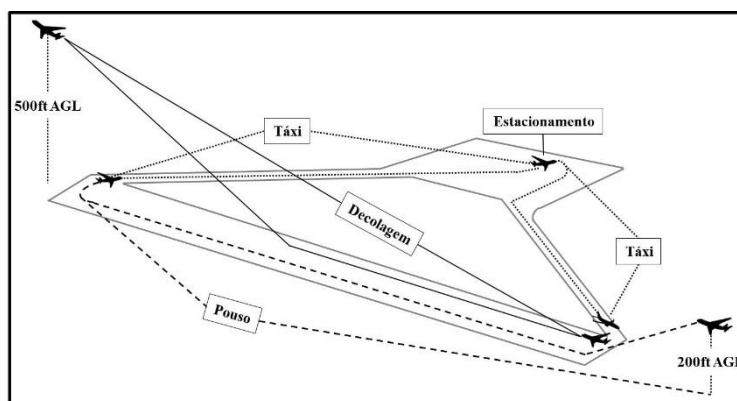 500ft AGL
Táxi
Estacionamento
Decolagem
Táxi
Pouso
200ft AGL